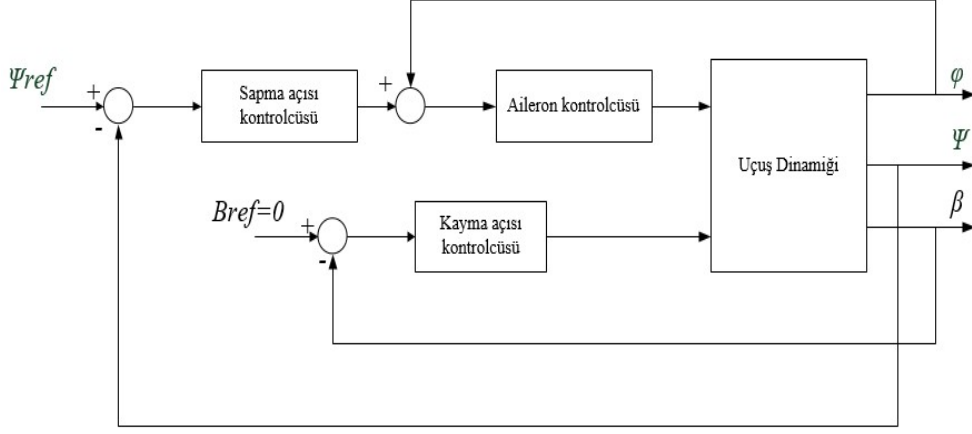 Ψref
+
-
Sapma açısı
kontrolcüsü
+
Aileron kontrolcüsü
Uçuş Dinamiği
φ
Ψ
β
Bref=0
+
-
Kayma açısı
kontrolcüsü